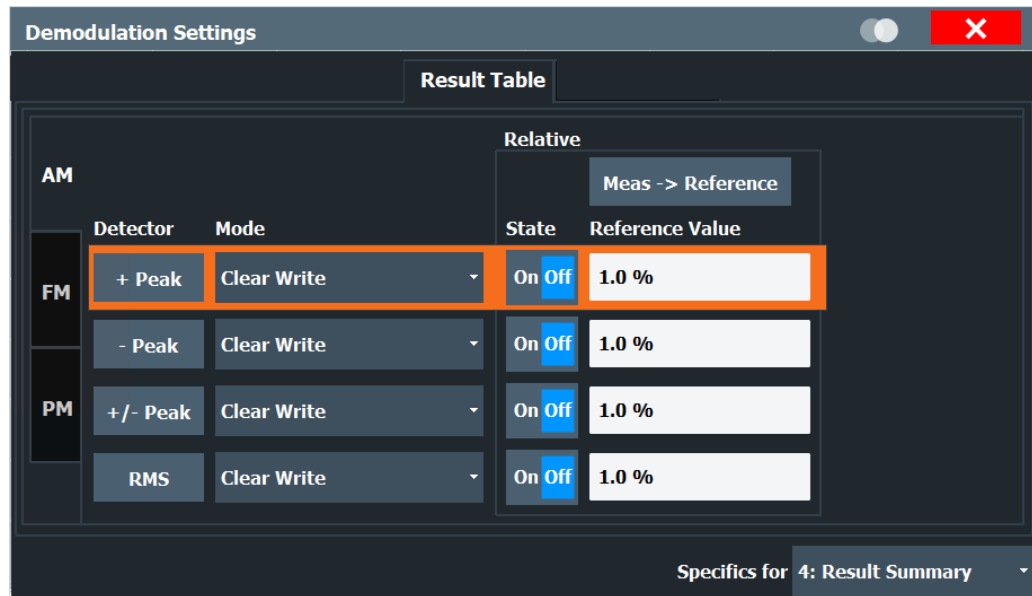 Demodulation Settings
Result Table
Relative
AM
Meas -> Reference
Detector Mode State Reference Value
+ Peak Clear Write On Off 1.0 %
FM
- Peak Clear Write On Off 1.0 %
PM
+/- Peak Clear Write On Off 1.0 %
RMS Clear Write On Off 1.0 %
Specifics for 4: Result Summary